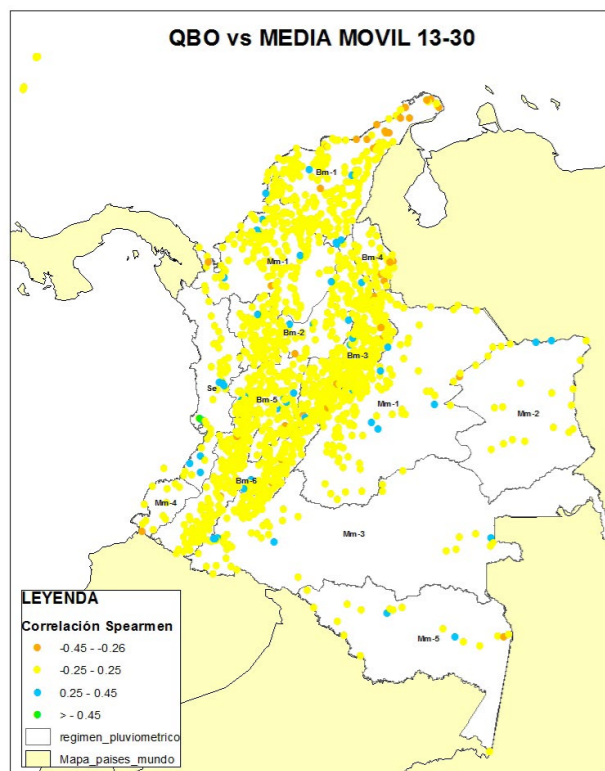 QBO vs MEDIA MOVIL 13-30
Bm-1
Mm-1
Bm-4
Bm-2
Bm-3
Se
Bm-5
Mm-1
Mm-2
Bm-6
Mm-4
Mm-3
Mm-5
LEYENDA
Correlación Spearmen
-0.45 - -0.26
-0.25 - 0.25
0.25 - 0.45
> - 0.45
regimen_pluviometrico
Mapa_paises_mundo